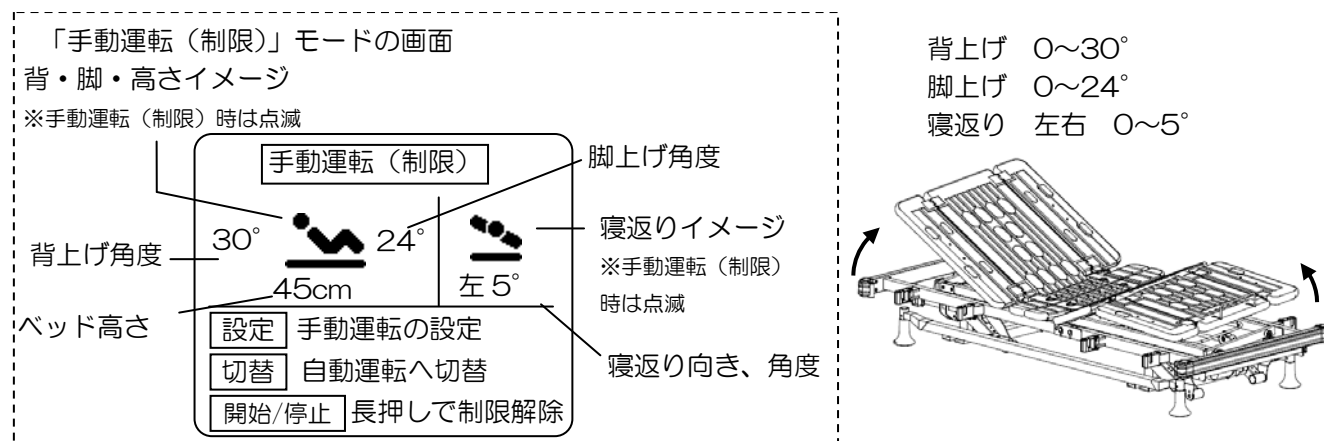 「手動運転（制限）」モードの画面
背・脚・高さイメージ
※手動運転（制限）時は点滅
手動運転（制限）
脚上げ角度
30°
24°
背上げ角度
45cm
左 5°
寝返りイメージ
※手動運転（制限）
時は点滅
ベッド高さ
設定 手動運転の設定
切替 自動運転へ切替
開始/停止 長押しで制限解除
寝返り向き、角度
背上げ 0～30°
脚上げ 0～24°
寝返り 左右 0～5°